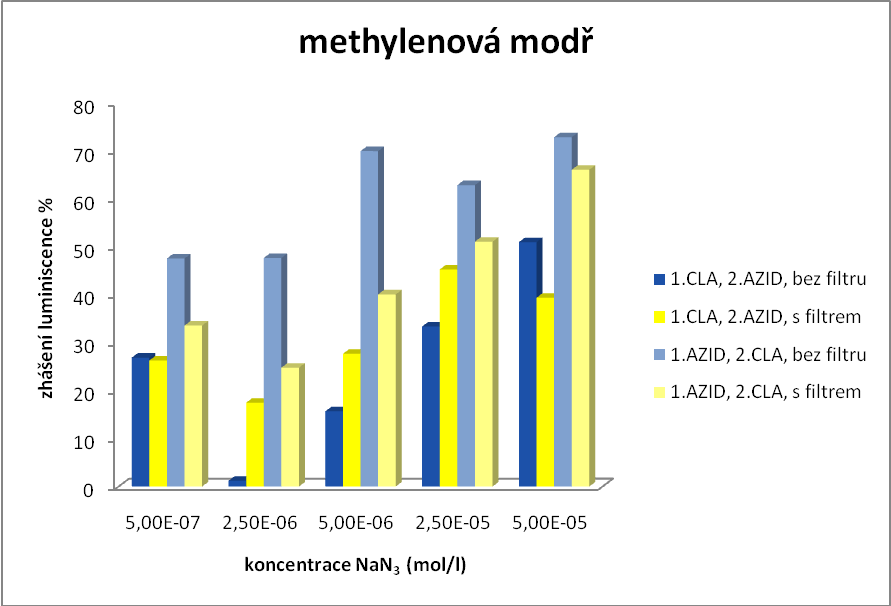 methylenová modř
80
70
60
50
40
30
20
10
0
zhášení luminiscence %
5,00E-07 2,50E-06 5,00E-06 2,50E-05 5,00E-05
koncentrace NaN₃ (mol/l)
1.CLA, 2.AZID, bez filtru
1.CLA, 2.AZID, s filtrem
1.AZID, 2.CLA, bez filtru
1.AZID, 2.CLA, s filtrem